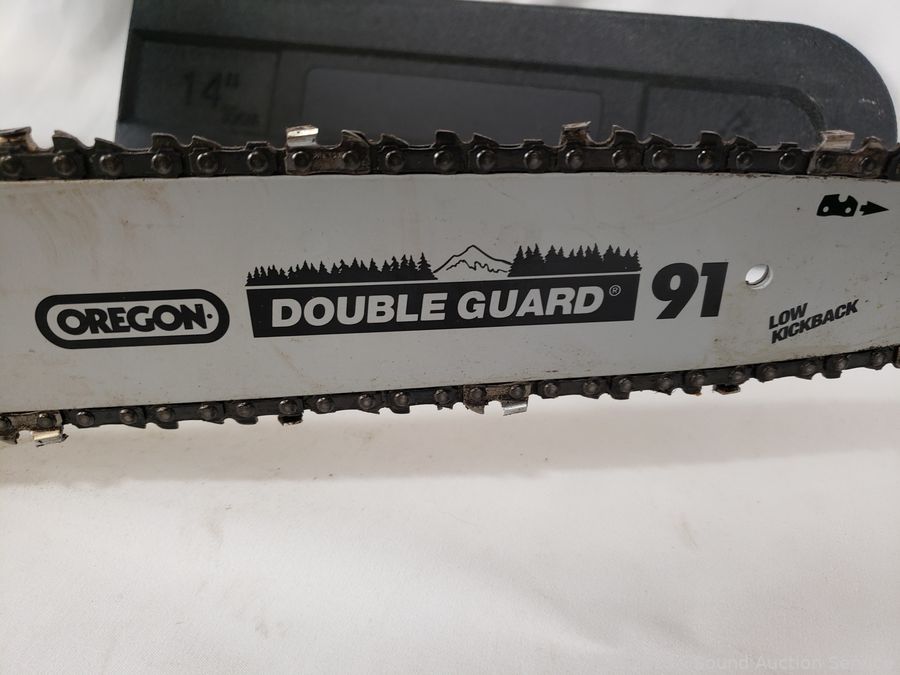 14"
OREGON
DOUBLE GUARD® 91
LOW
KICKBACK
Sound Auction Service